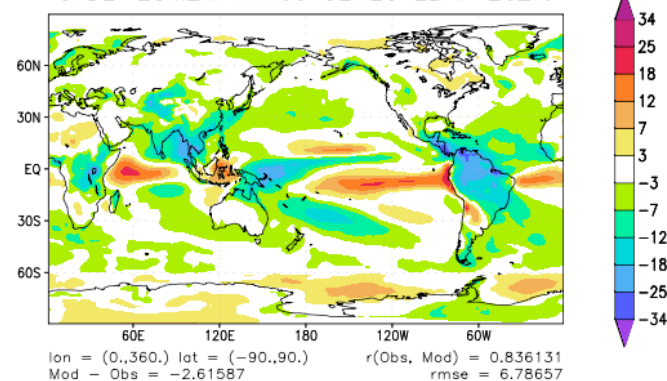 60N
30N
EQ
30S
60S
60E 120E 180 120W 60W
34
25
18
12
7
3
−3
−7
−12
−18
−25
−34
lon = (0.,360.) lat = (−90.,90.) r(Obs, Mod) = 0.836131
Mod − Obs = −2.61587 rmse = 6.78657